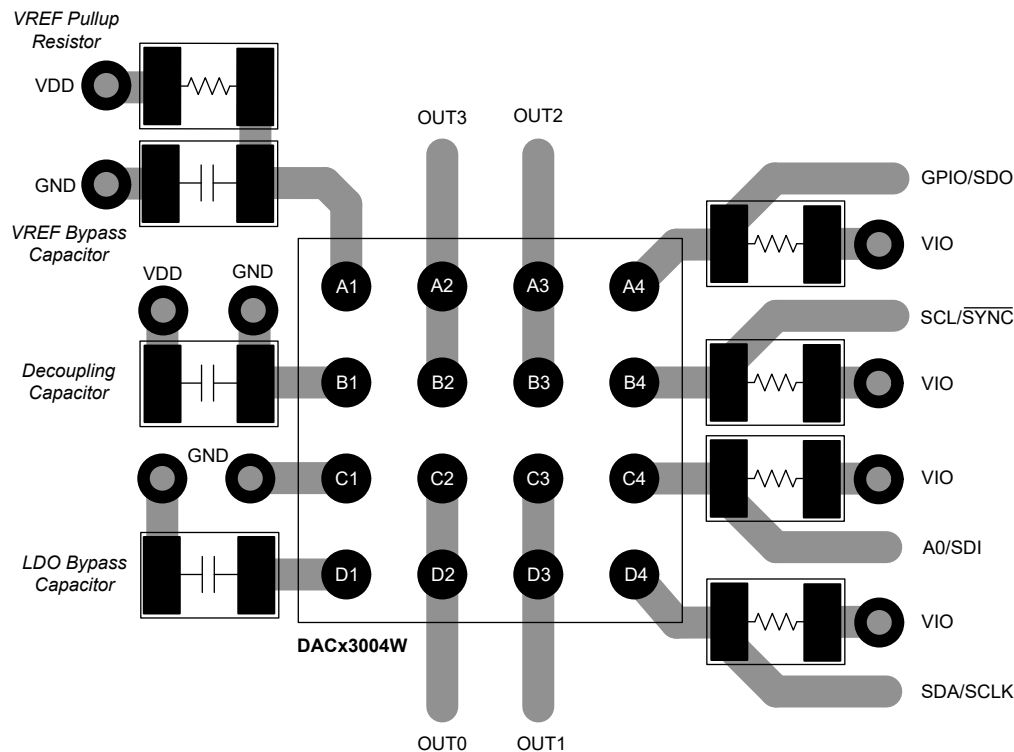 VREF Pullup
Resistor
VDD
GND
VREF Bypass
Capacitor
OUT3
OUT2
GPIO/SDO
VIO
VDD
GND
A1
A2
A3
A4
SCL/S̅Y̅N̅C̅
Decoupling
Capacitor
B1
B2
B3
B4
VIO
GND
C1
C2
C3
C4
VIO
A0/SDI
LDO Bypass
Capacitor
D1
D2
D3
D4
VIO
DACx3004W
SDA/SCLK
OUT0
OUT1